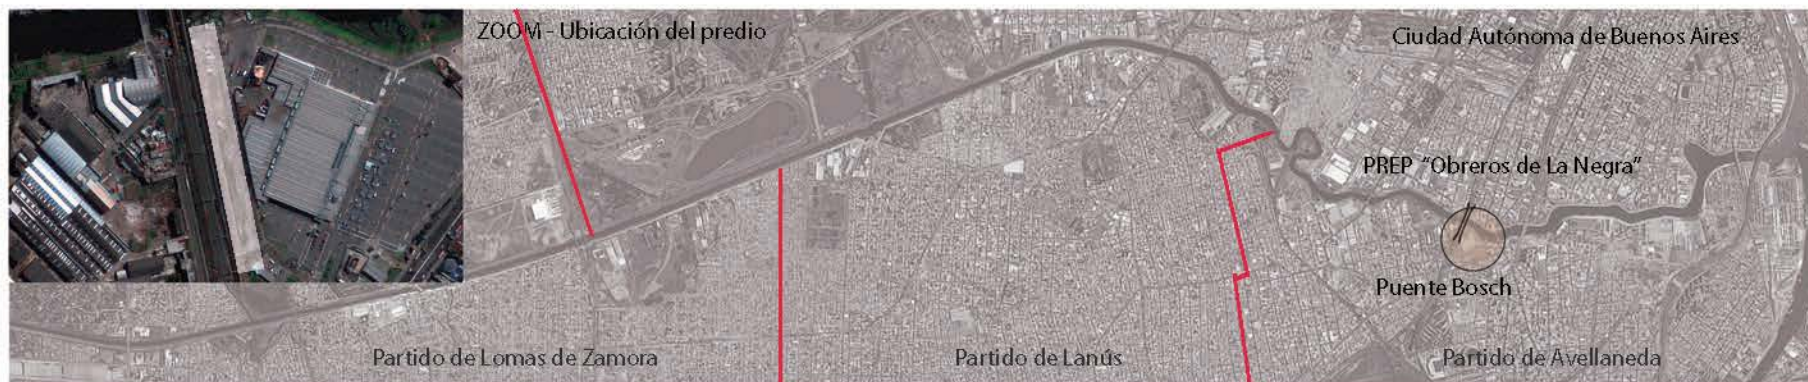 ZOOM - Ubicación del predio
Ciudad Autónoma de Buenos Aires
PREP “Obreros de La Negra”
Puente Bosch
Partido de Lomas de Zamora
Partido de Lanús
Partido de Avellaneda